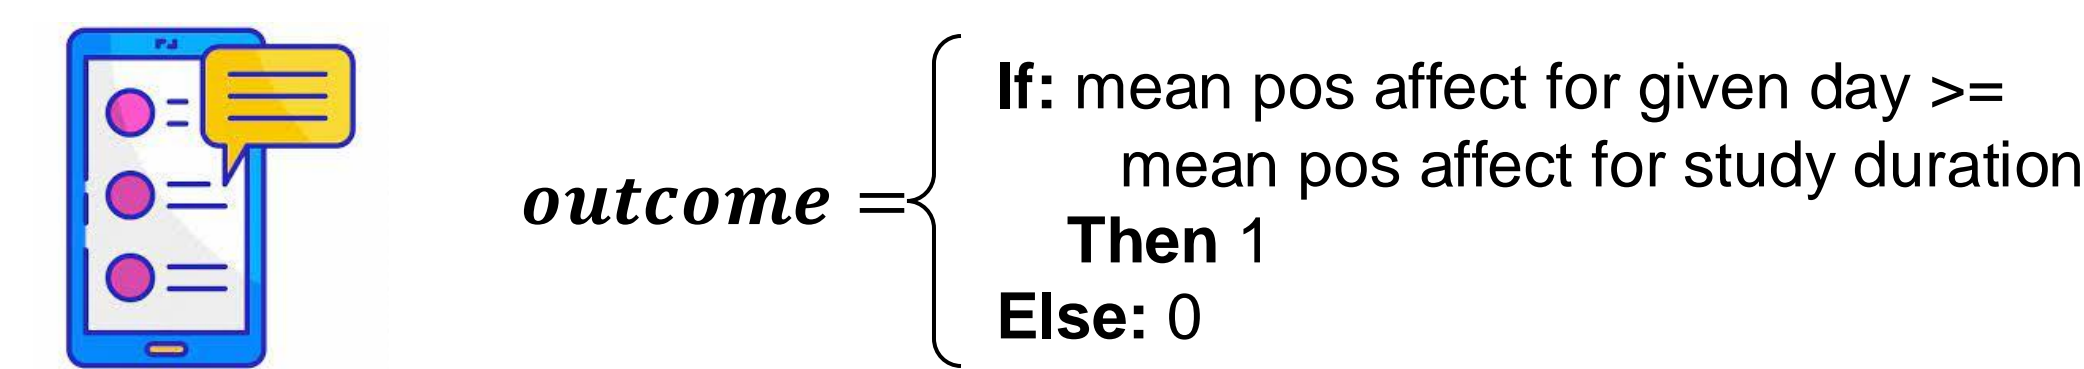 outcome =
If: mean pos affect for given day >=
mean pos affect for study duration
Then 1
Else: 0